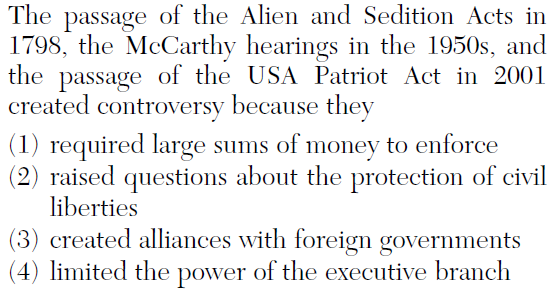 The passage of the Alien and Sedition Acts in
1798, the McCarthy hearings in the 1950s, and
the passage of the USA Patriot Act in 2001
created controversy because they
(1) required large sums of money to enforce
(2) raised questions about the protection of civil
liberties
(3) created alliances with foreign governments
(4) limited the power of the executive branch